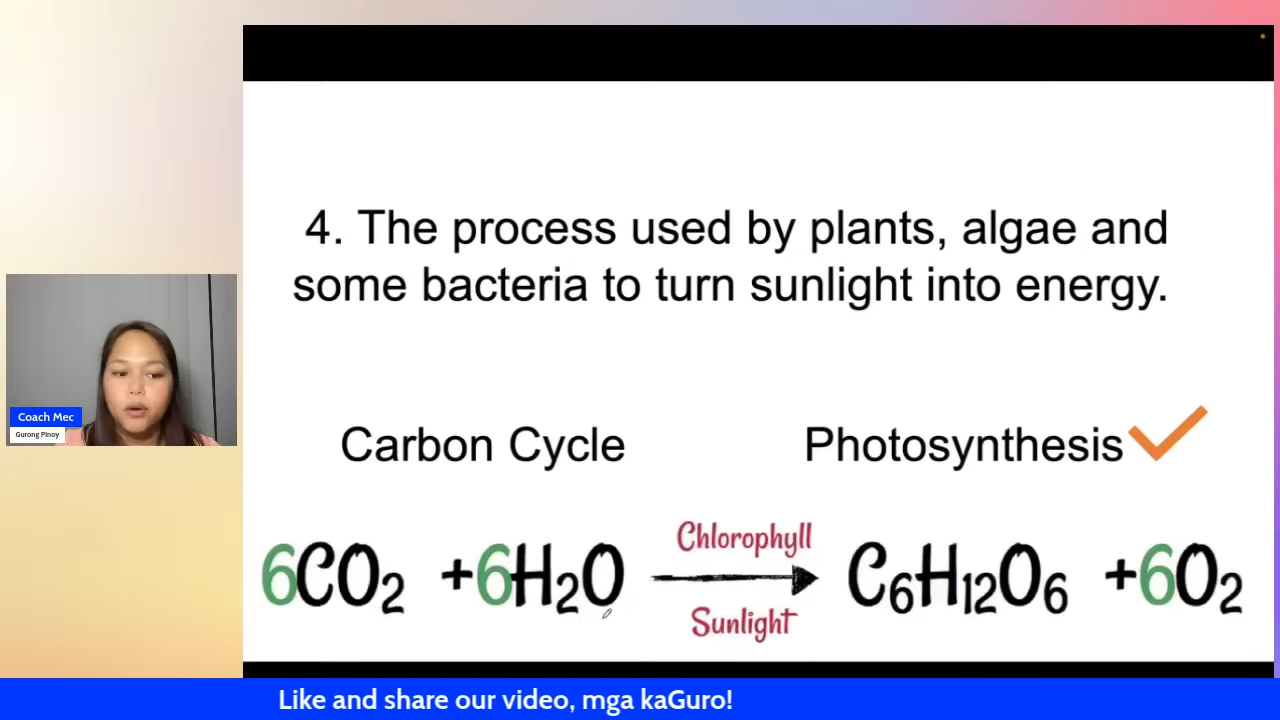 4. The process used by plants, algae and
some bacteria to turn sunlight into energy.
Coach Mec
Gurong Pinoy
Carbon Cycle Photosynthesis
Chlorophyll
6CO₂ +6H₂O C₆H₁₂O₆ +6O₂
Sunlight
Like and share our video, mga kaGuro!